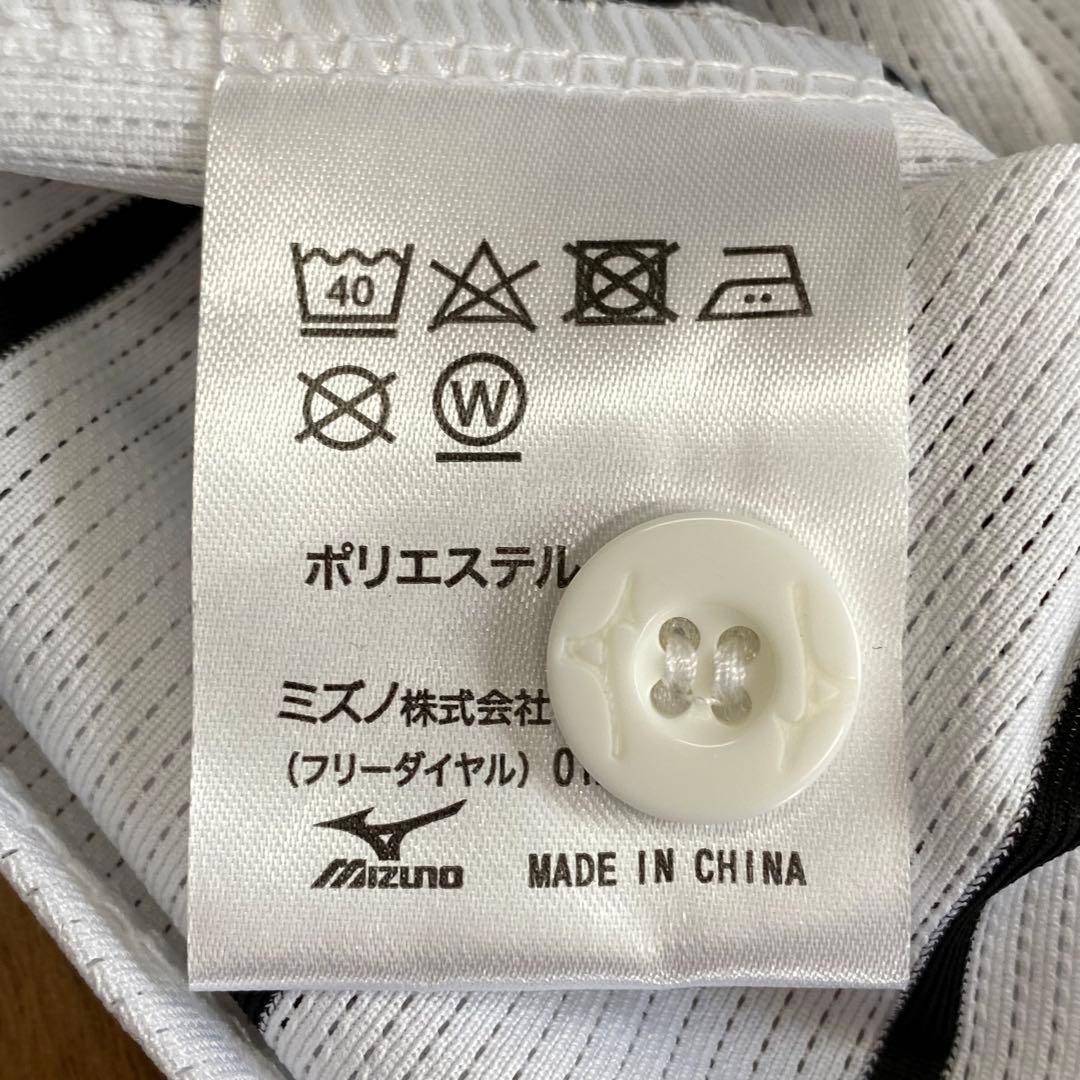 40
W
ポリエステル
ミズノ株式会社
(フリーダイヤル) 01
MIZUNO MADE IN CHINA